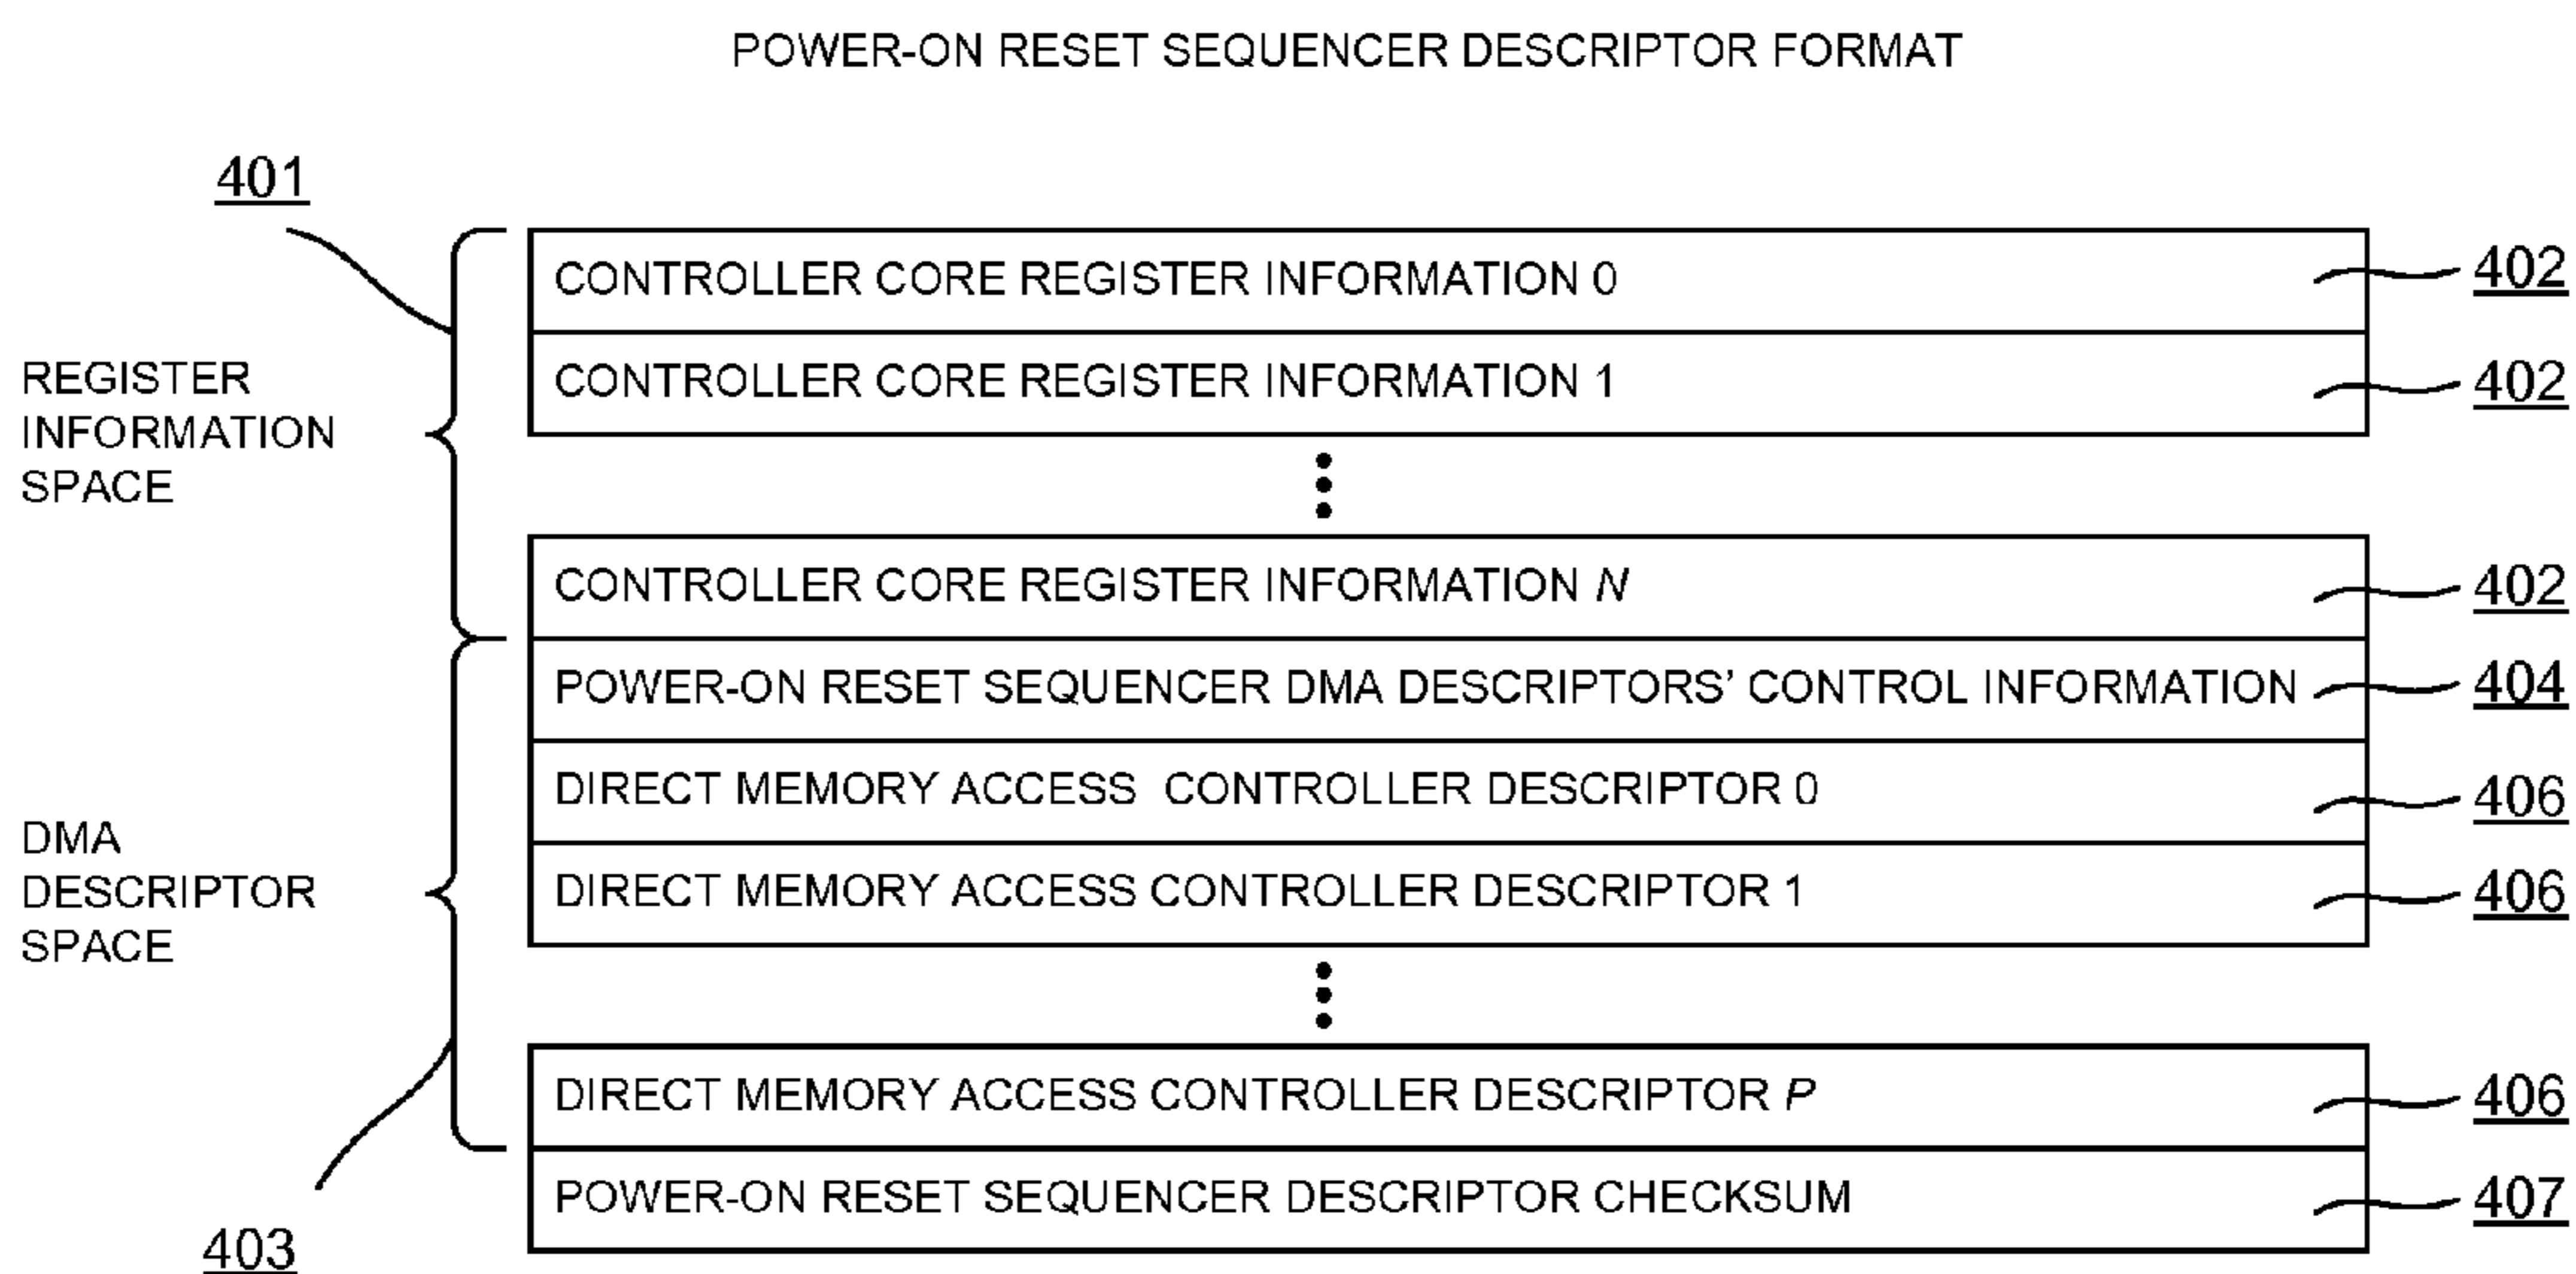 POWER-ON RESET SEQUENCER DESCRIPTOR FORMAT
401
CONTROLLER CORE REGISTER INFORMATION 0
402
CONTROLLER CORE REGISTER INFORMATION 1
402
REGISTER
INFORMATION
SPACE
CONTROLLER CORE REGISTER INFORMATION N
402
POWER-ON RESET SEQUENCER DMA DESCRIPTORS’ CONTROL INFORMATION
404
DIRECT MEMORY ACCESS CONTROLLER DESCRIPTOR 0
406
DIRECT MEMORY ACCESS CONTROLLER DESCRIPTOR 1
406
DMA
DESCRIPTOR
SPACE
DIRECT MEMORY ACCESS CONTROLLER DESCRIPTOR P
406
POWER-ON RESET SEQUENCER DESCRIPTOR CHECKSUM
407
403